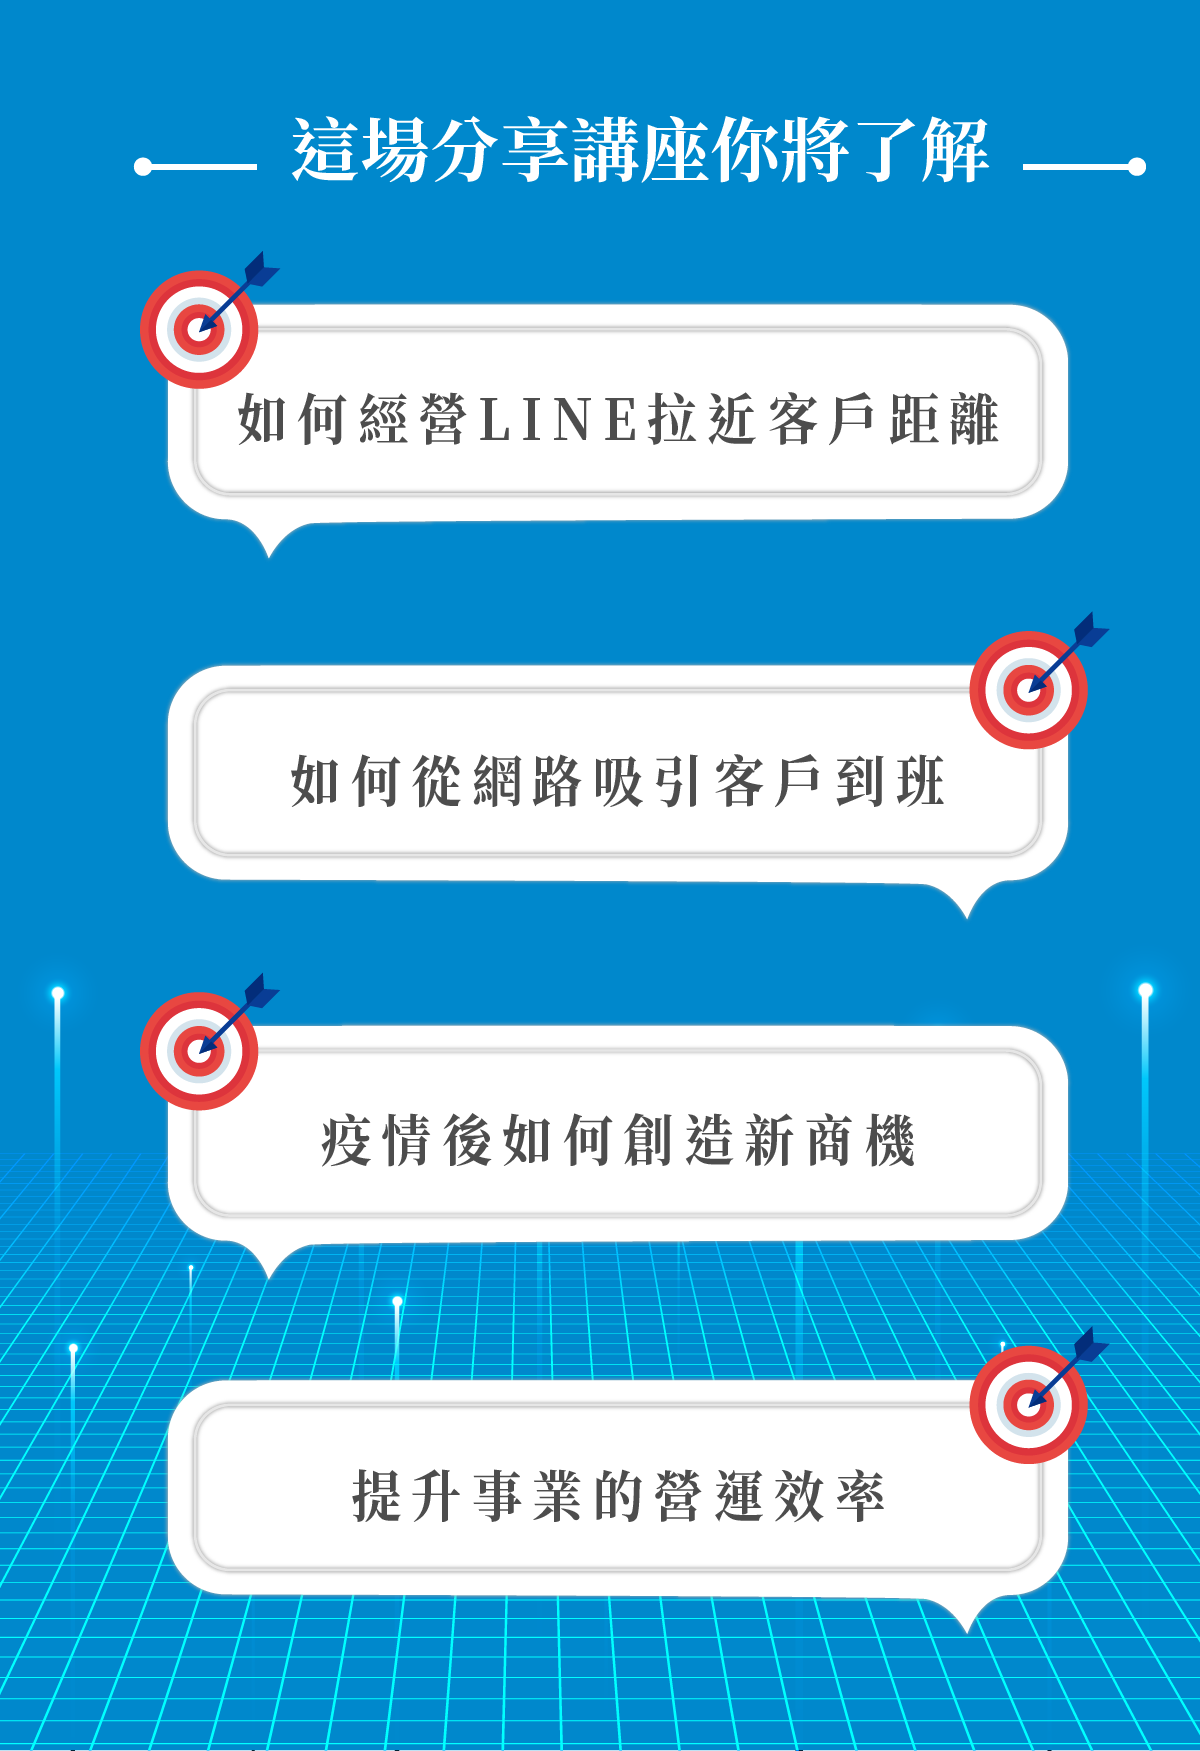 這場分享講座你將了解
如何經營LINE拉近客戶距離
如何從網路吸引客戶到班
疫情後如何創造新商機
提升事業的營運效率